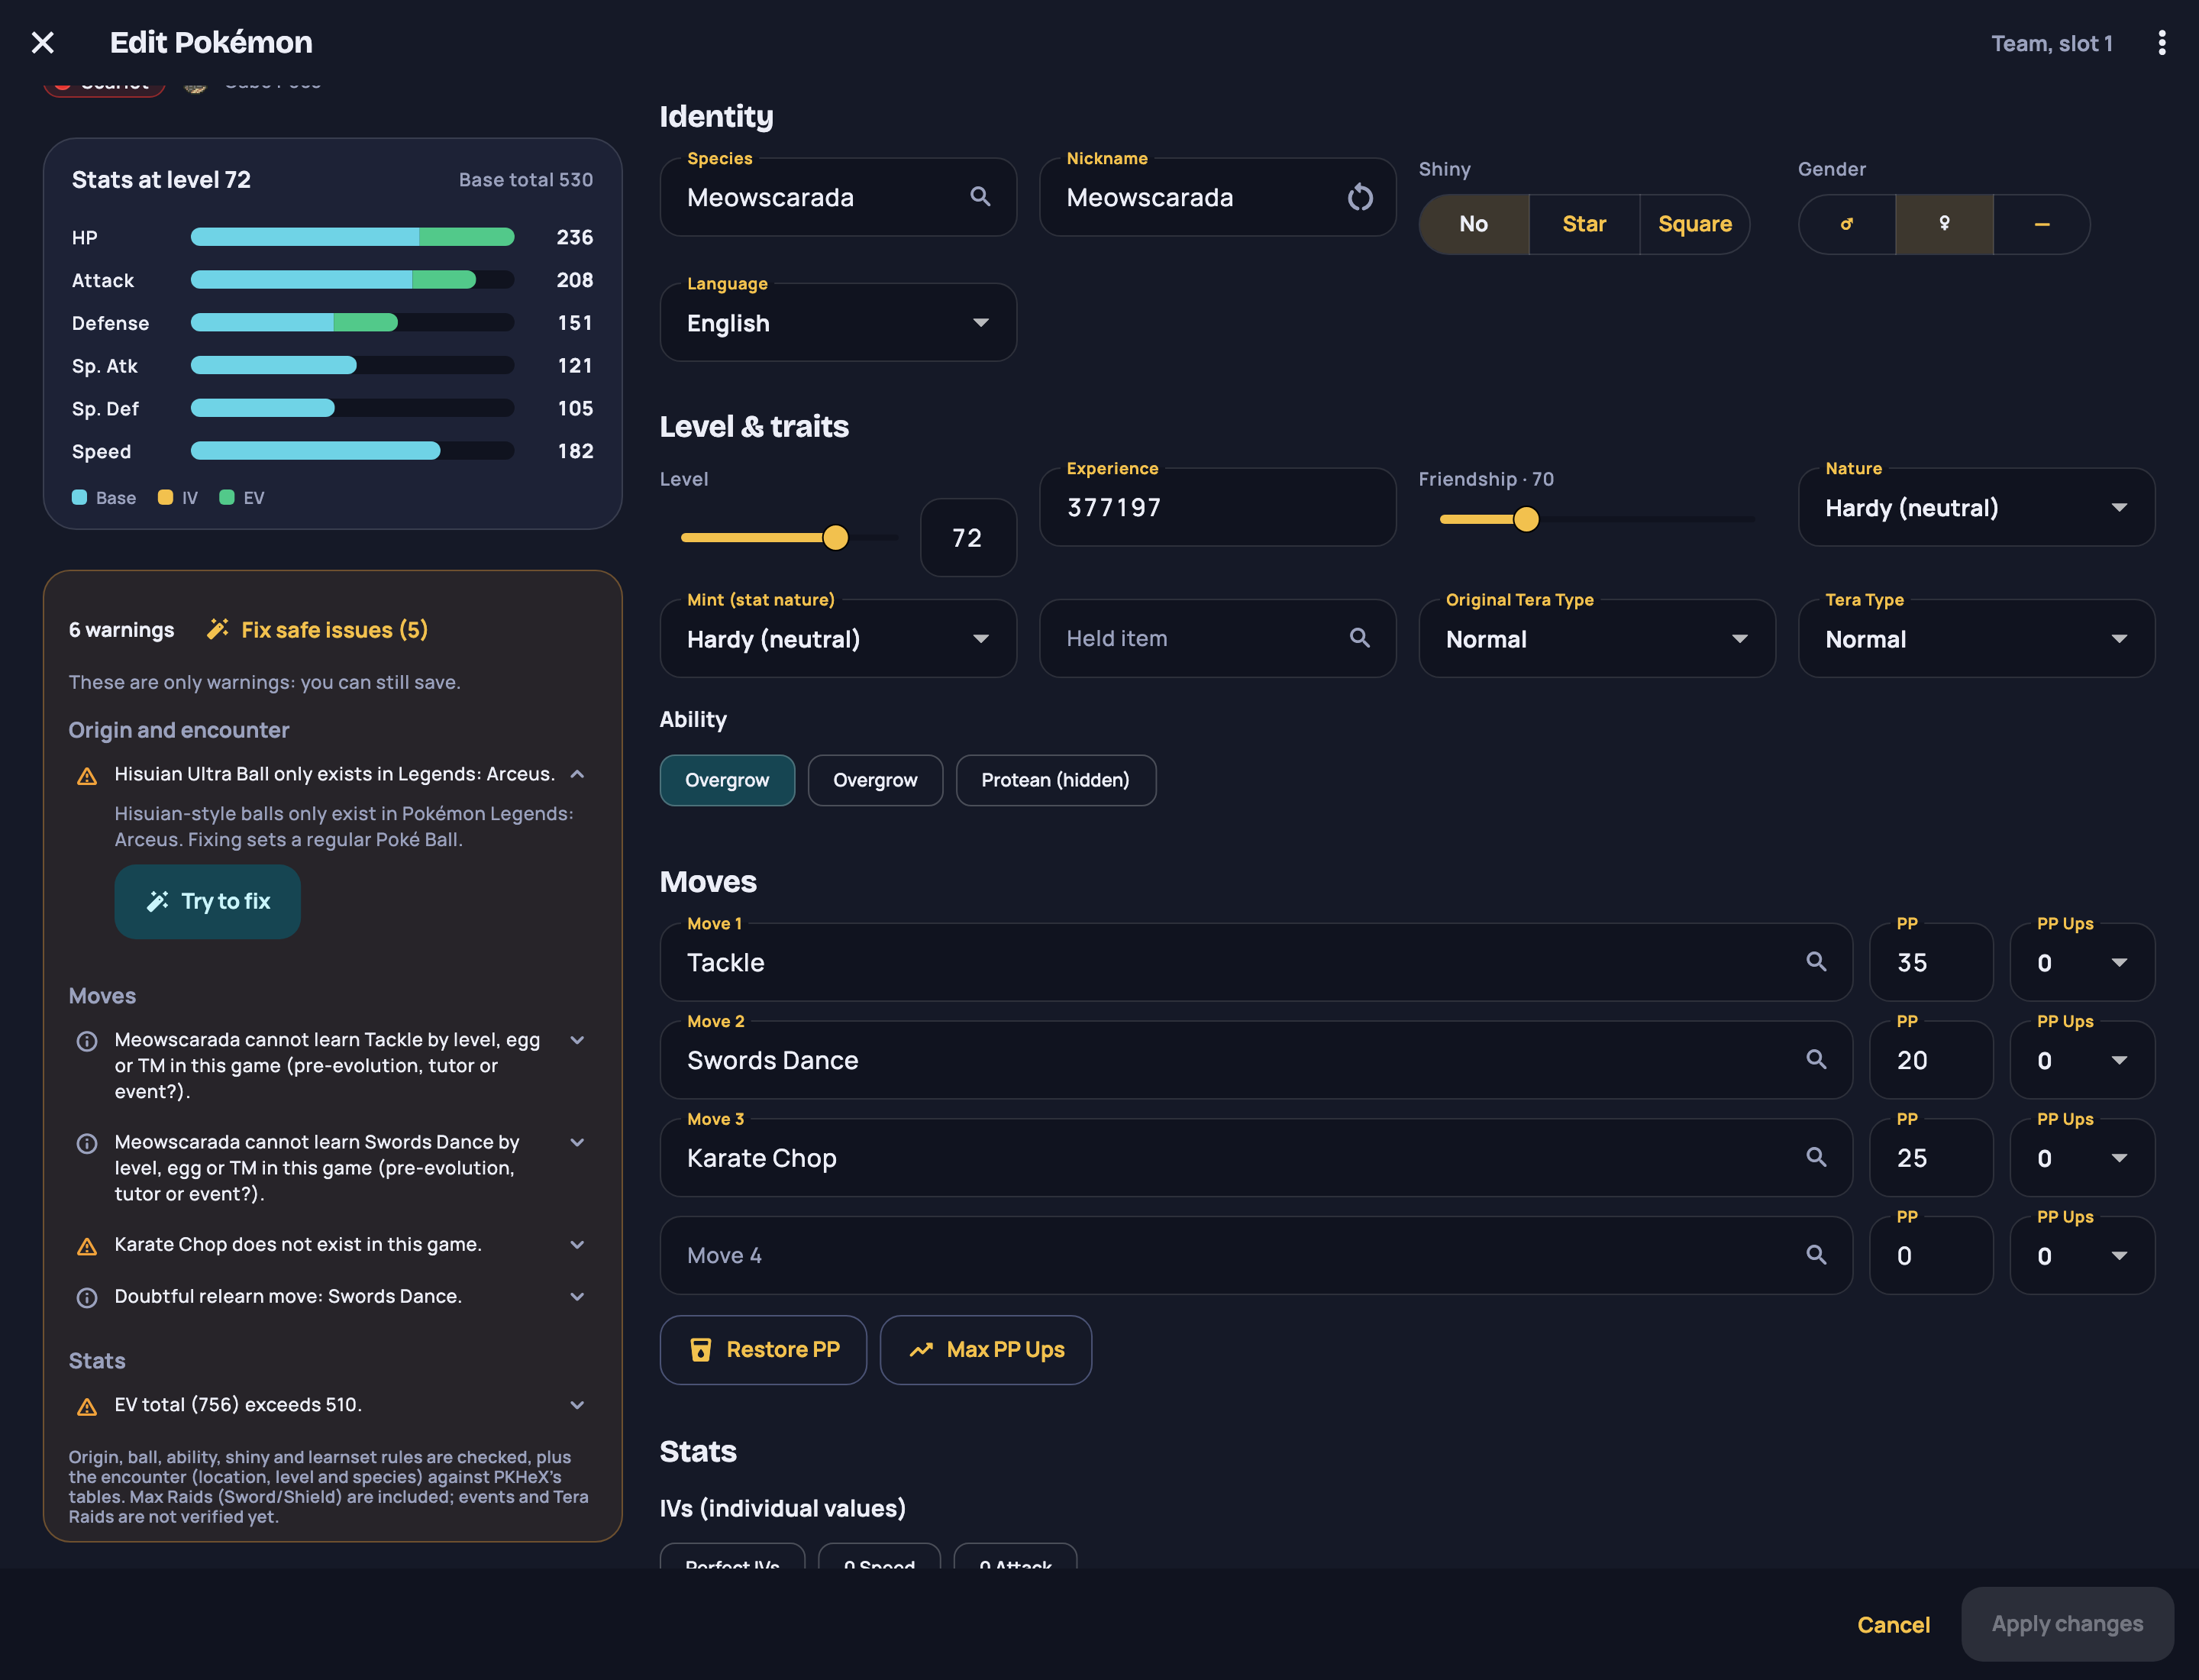 Edit Pokémon
Team, slot 1
Stats at level 72
Base total 530
HP 236
Attack 208
Defense 151
Sp. Atk 121
Sp. Def 105
Speed 182
Base IV EV
6 warnings
Fix safe issues (5)
These are only warnings: you can still save.
Origin and encounter
Hisuian Ultra Ball only exists in Legends: Arceus.
Hisuian-style balls only exist in Pokémon Legends:
Arceus. Fixing sets a regular Poké Ball.
Try to fix
Moves
Meowscarada cannot learn Tackle by level, egg
or TM in this game (pre-evolution, tutor or
event?).
Meowscarada cannot learn Swords Dance by
level, egg or TM in this game (pre-evolution,
tutor or event?).
Karate Chop does not exist in this game.
Doubtful relearn move: Swords Dance.
Stats
EV total (756) exceeds 510.
Origin, ball, ability, shiny and learnset rules are checked, plus
the encounter (location, level and species) against PKHeX's
tables. Max Raids (Sword/Shield) are included; events and Tera
Raids are not verified yet.
Identity
Species
Meowscarada
Nickname
Meowscarada
Shiny
No Star Square
Gender
♂ ♀ –
Language
English
Level & traits
Level
72
Experience
377197
Friendship · 70
Nature
Hardy (neutral)
Mint (stat nature)
Hardy (neutral)
Held item
Original Tera Type
Normal
Tera Type
Normal
Ability
Overgrow
Overgrow
Protean (hidden)
Moves
Move 1
Tackle
PP
35
PP Ups
0
Move 2
Swords Dance
PP
20
PP Ups
0
Move 3
Karate Chop
PP
25
PP Ups
0
Move 4
PP
0
PP Ups
0
Restore PP
Max PP Ups
Stats
IVs (individual values)
Perfect IVs
0 Speed
0 Attack
Cancel
Apply changes